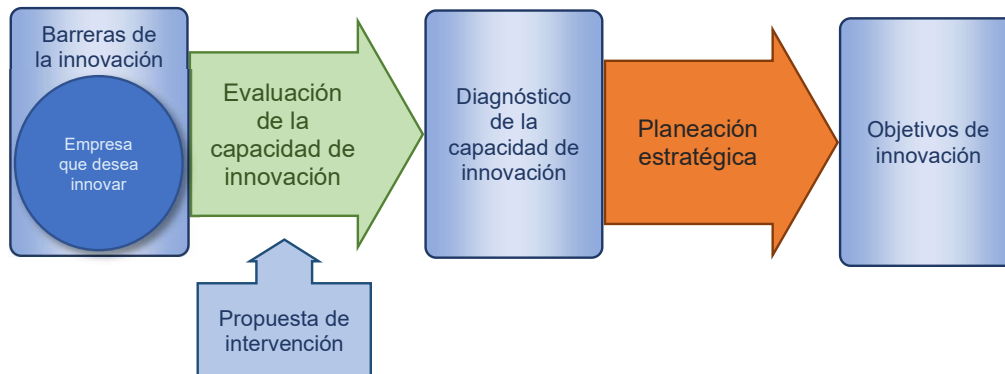 Barreras de
la innovación
Empresa
que desea
innovar
Evaluación
de la
capacidad de
innovación
Propuesta de
intervención
Diagnóstico
de la
capacidad de
innovación
Planeación
estratégica
Objetivos de
innovación